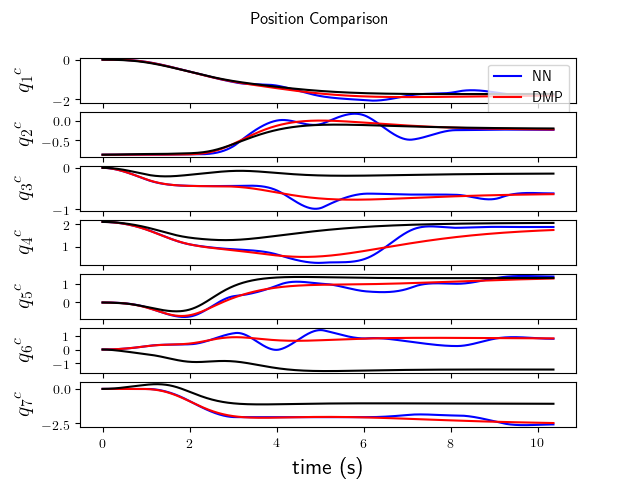 Position Comparison
0
−2
q₁ᶜ
NN
DMP
0.0
−0.5
q₂ᶜ
0
−1
q₃ᶜ
2
1
q₄ᶜ
1
0
q₅ᶜ
1
0
−1
q₆ᶜ
0.0
−2.5
q₇ᶜ
0 2 4 6 8 10
time (s)